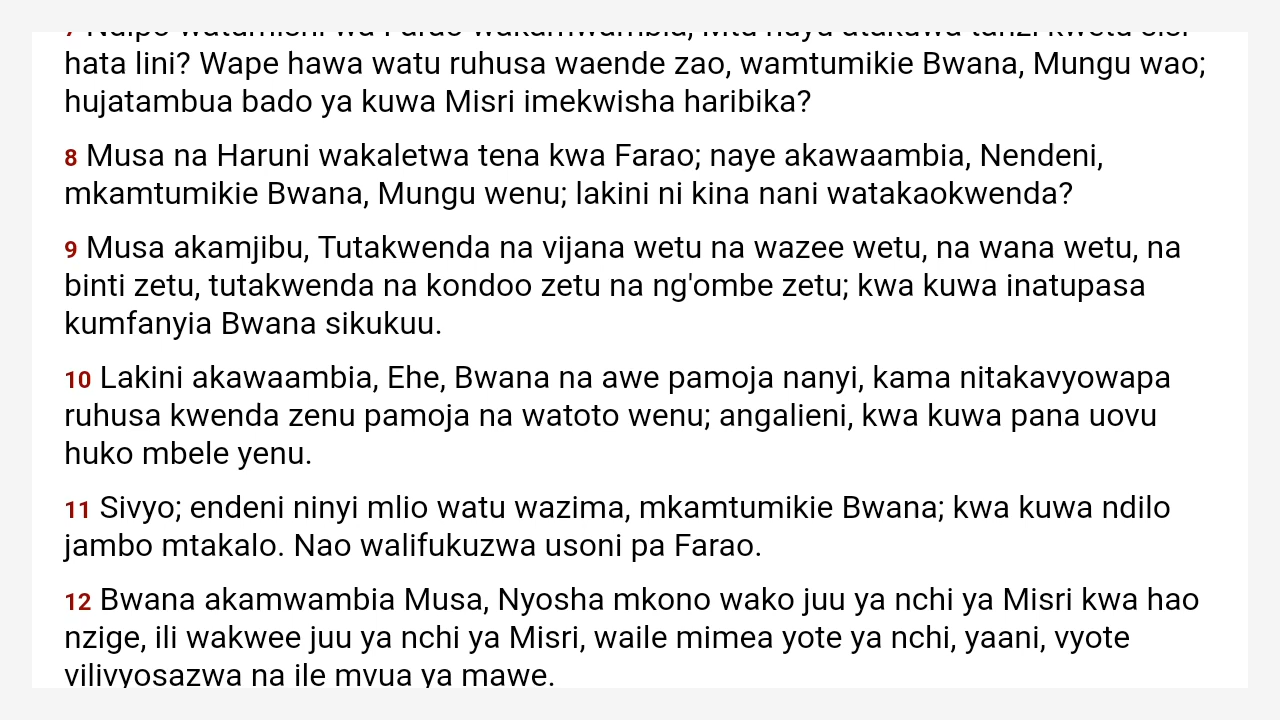 hata lini? Wape hawa watu ruhusa waende zao, wamtumikie Bwana, Mungu wao;
hujatambua bado ya kuwa Misri imekwisha haribika?
8 Musa na Haruni wakaletwa tena kwa Farao; naye akawaambia, Nendeni,
mkamtumikie Bwana, Mungu wenu; lakini ni kina nani watakaokwenda?
9 Musa akamjibu, Tutakwenda na vijana wetu na wazee wetu, na wana wetu, na
binti zetu, tutakwenda na kondoo zetu na ng'ombe zetu; kwa kuwa inatupasa
kumfanyia Bwana sikukuu.
10 Lakini akawaambia, Ehe, Bwana na awe pamoja nanyi, kama nitakavyowapa
ruhusa kwenda zenu pamoja na watoto wenu; angalieni, kwa kuwa pana uovu
huko mbele yenu.
11 Sivyo; endeni ninyi mlio watu wazima, mkamtumikie Bwana; kwa kuwa ndilo
jambo mtakalo. Nao walifukuzwa usoni pa Farao.
12 Bwana akamwambia Musa, Nyosha mkono wako juu ya nchi ya Misri kwa hao
nzige, ili wakwee juu ya nchi ya Misri, waile mimea yote ya nchi, yaani, vyote
vilivyosazwa na ile mvua ya mawe.